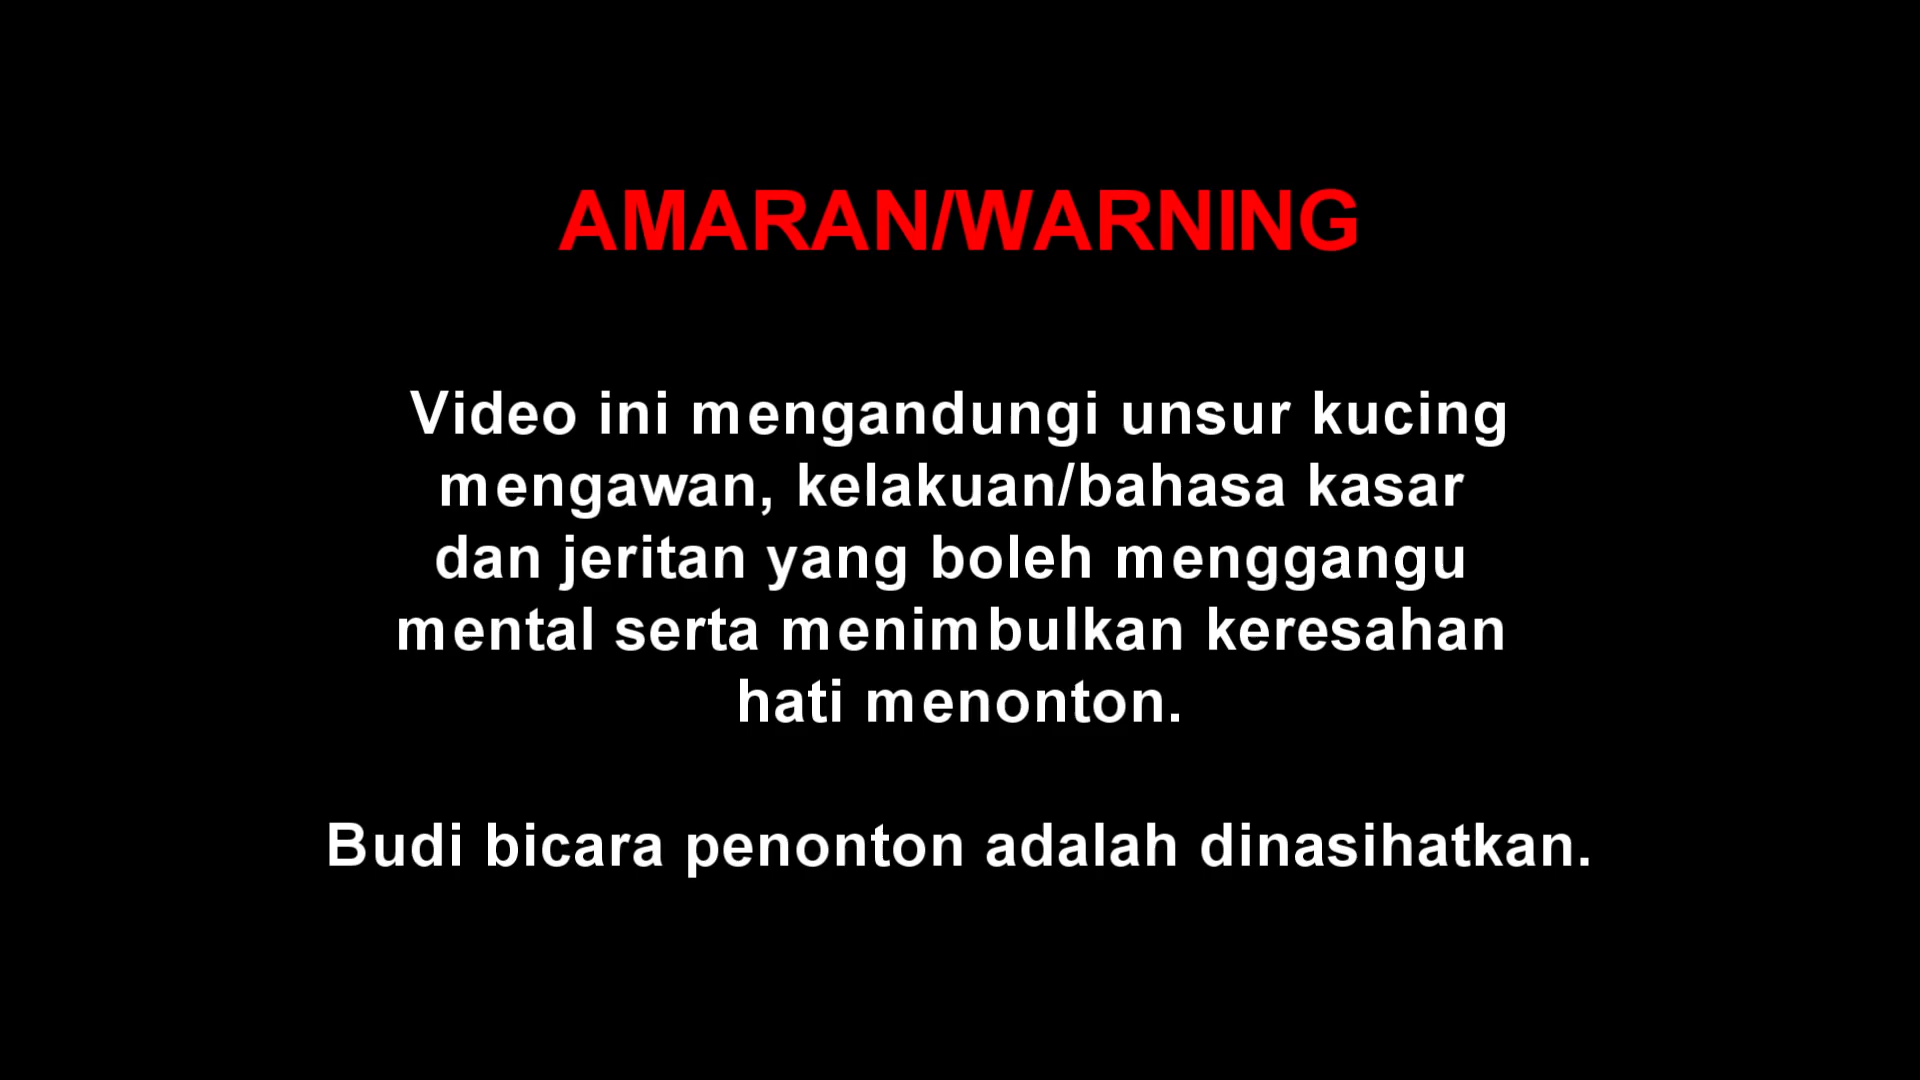 AMARAN/WARNING
Video ini mengandungi unsur kucing
mengawan, kelakuan/bahasa kasar
dan jeritan yang boleh menggangu
mental serta menimbulkan keresahan
hati menonton.
Budi bicara penonton adalah dinasihatkan.